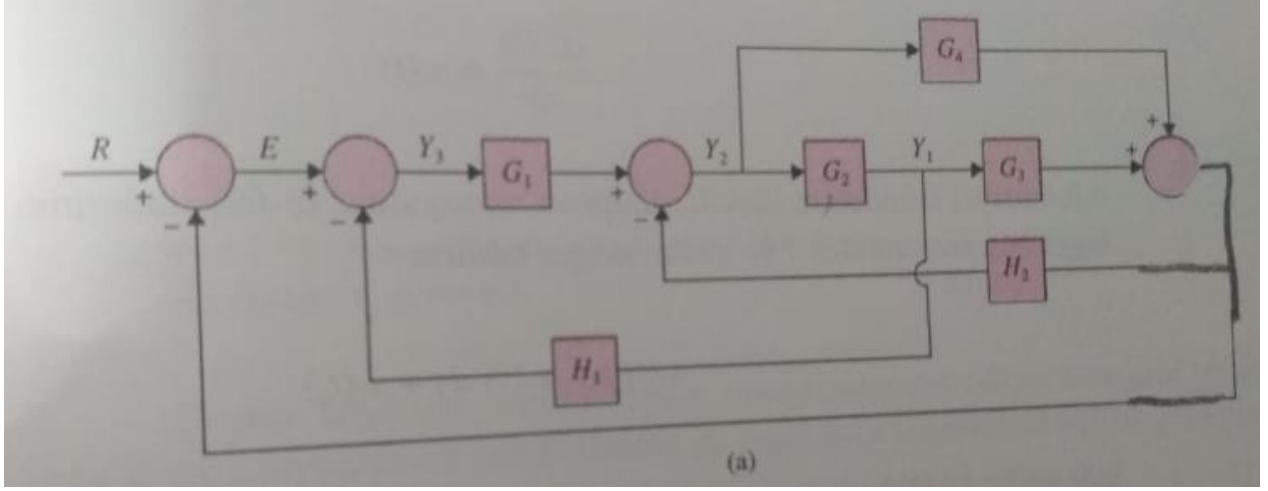 G₄
R
E
Y₃
G₁
Y₂
G₂
Y₁
G₃
+
+
+
+
+
−
−
−
H₂
H₁
(a)